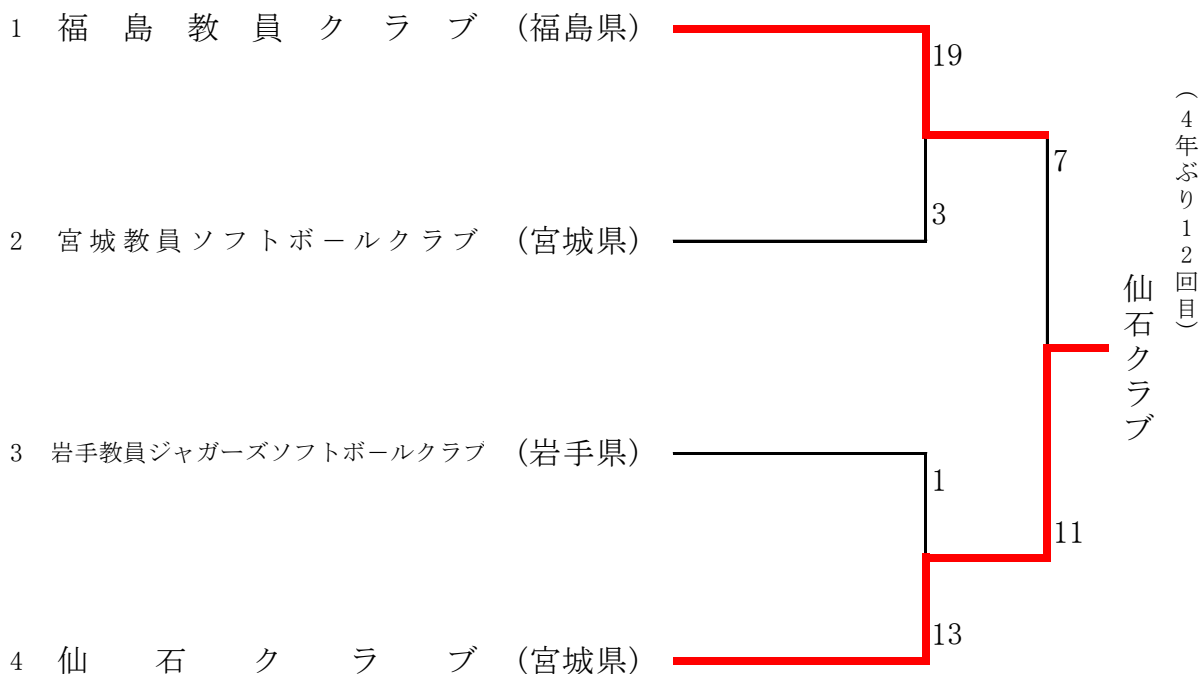 1 福島教員クラブ (福島県)
19
3
2 宮城教員ソフトボールクラブ (宮城県)
7
(4年ぶり12回目)
仙石クラブ
3 岩手教員ジャガーズソフトボールクラブ (岩手県)
1
11
13
4 仙石クラブ (宮城県)